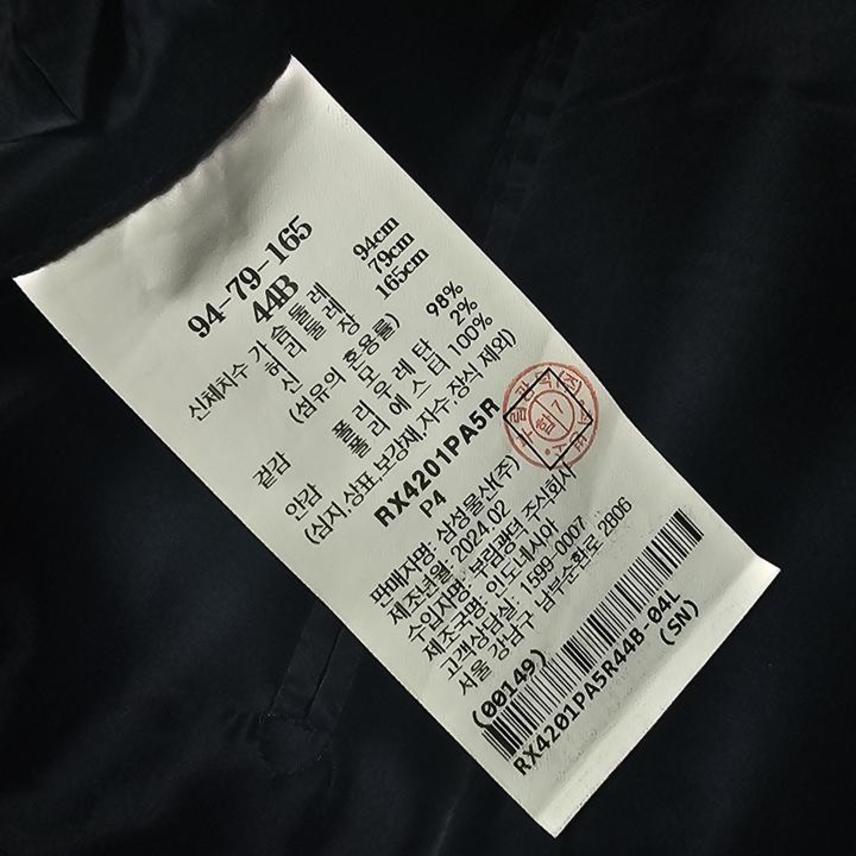 94-79-165
44B
신체치수 가슴둘레 94cm
허리둘레 79cm
신장 165cm
(섬유의 혼용률)
겉감 모 98%
폴리우레탄 2%
안감 폴리에스터 100%
(심지,상표,보강재,자수,장식 제외)
RX4201PA5R
P4
판매자명: 삼성물산(주)
제조년월: 2024.02
수입자명: 부림광덕 주식회사
제조국명: 인도네시아
고객상담실: 1599-0007
서울 강남구 남부순환로 2806
(00149)
RX4201PA5R44B-04L
(SN)
7